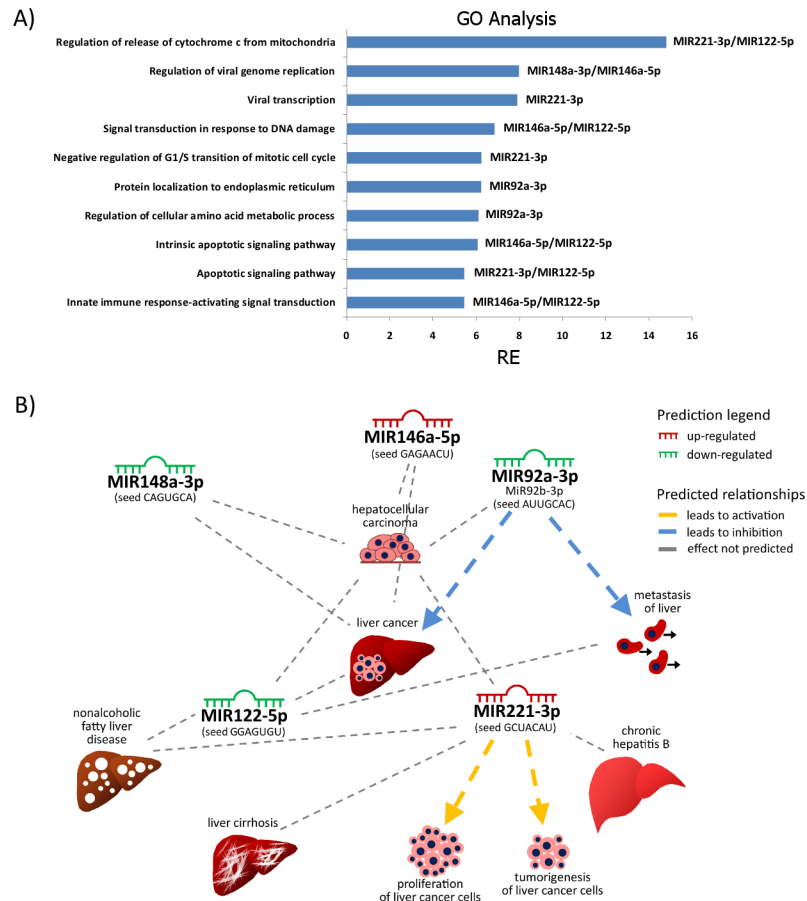 A)
GO Analysis
Regulation of release of cytochrome c from mitochondria
MIR221-3p/MIR122-5p
Regulation of viral genome replication
MIR148a-3p/MIR146a-5p
Viral transcription
MIR221-3p
Signal transduction in response to DNA damage
MIR146a-5p/MIR122-5p
Negative regulation of G1/S transition of mitotic cell cycle
MIR221-3p
Protein localization to endoplasmic reticulum
MIR92a-3p
Regulation of cellular amino acid metabolic process
MIR92a-3p
Intrinsic apoptotic signaling pathway
MIR146a-5p/MIR122-5p
Apoptotic signaling pathway
MIR221-3p/MIR122-5p
Innate immune response-activating signal transduction
MIR146a-5p/MIR122-5p
0 2 4 6 8 10 12 14 16
RE
B)
MIR146a-5p
(seed GAGAACU)
Prediction legend
up-regulated
down-regulated
MIR148a-3p
(seed CAGUGCA)
MIR92a-3p
MiR92b-3p
(seed AUUGCAC)
Predicted relationships
leads to activation
leads to inhibition
effect not predicted
hepatocellular
carcinoma
metastasis
of liver
liver cancer
MIR122-5p
(seed GGAGUGU)
MIR221-3p
(seed GCUACAU)
nonalcoholic
fatty liver
disease
chronic
hepatitis B
liver cirrhosis
proliferation
of liver cancer cells
tumorigenesis
of liver cancer cells